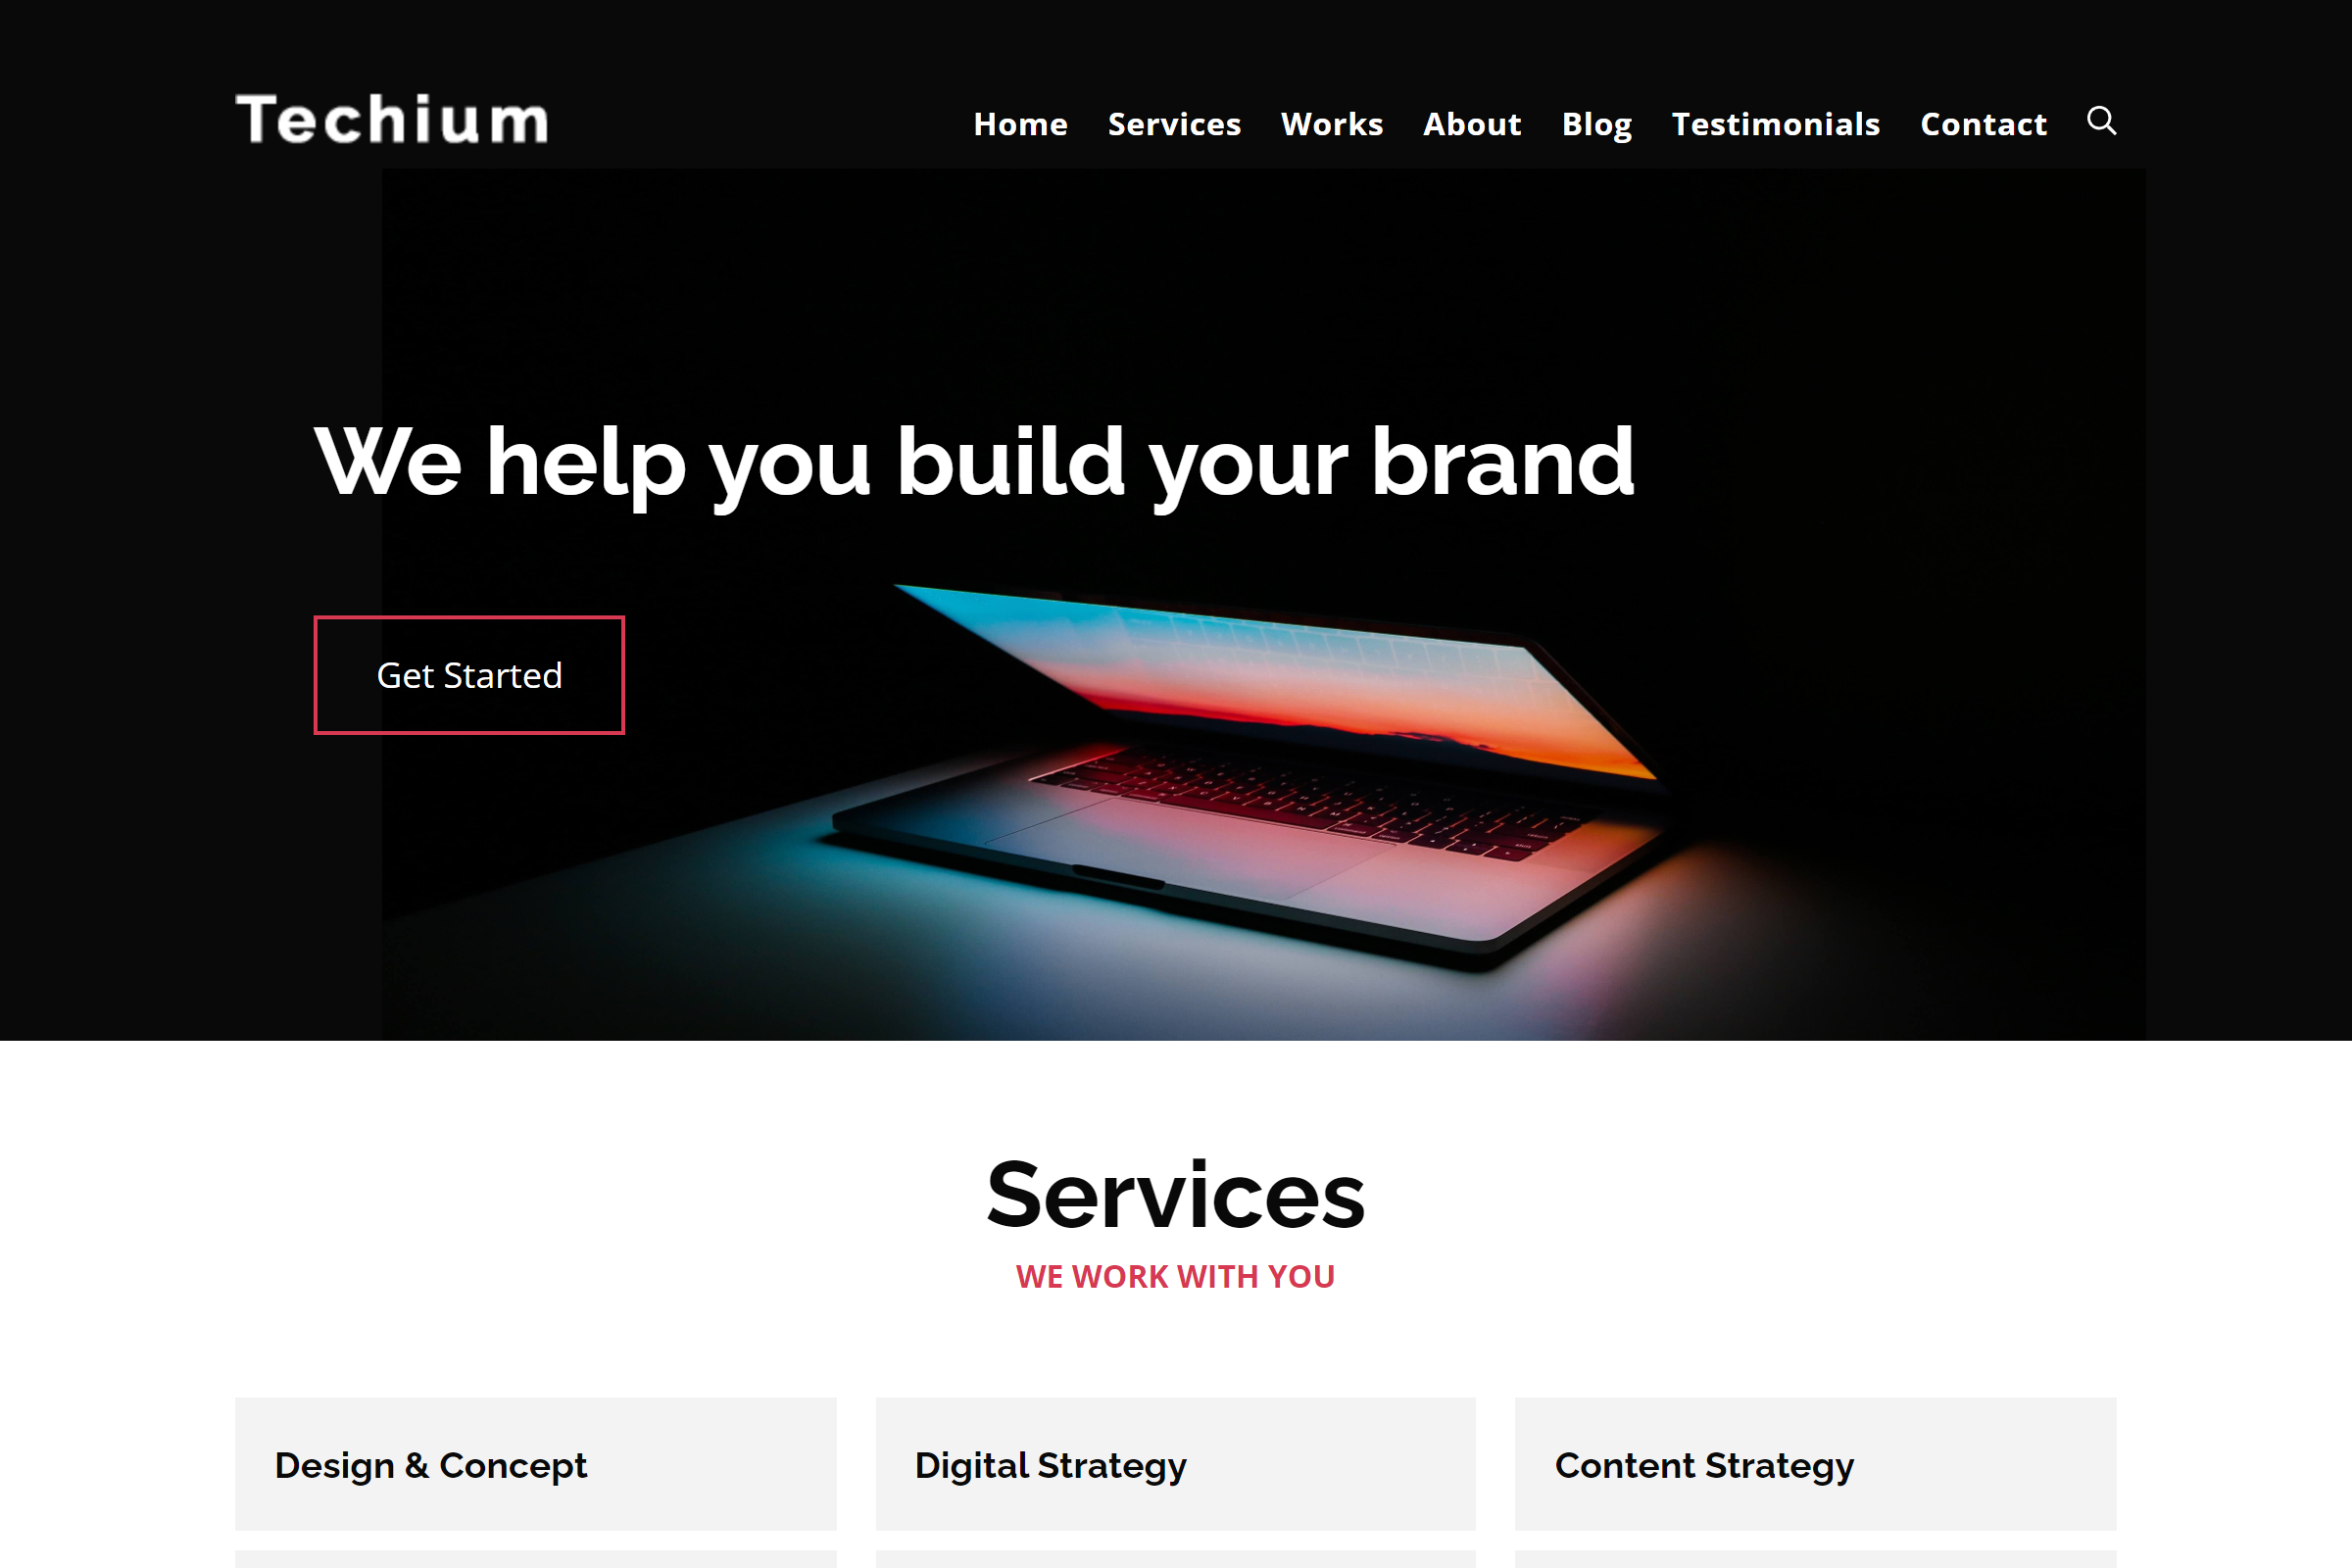 Techium
Home Services Works About Blog Testimonials Contact
We help you build your brand
Get Started
Services
WE WORK WITH YOU
Design & Concept
Digital Strategy
Content Strategy